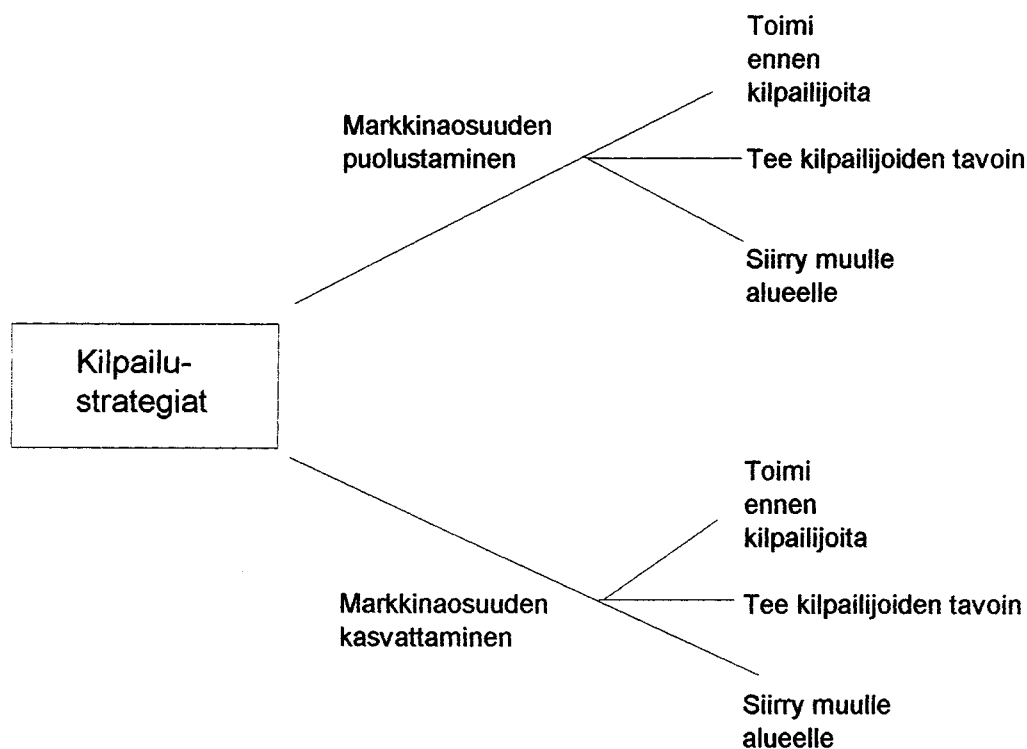 Toimi
ennen
kilpailijoita
Markkinaosuuden
puolustaminen
Tee kilpailijoiden tavoin
Siirry muulle
alueelle
Kilpailu-
strategiat
Toimi
ennen
kilpailijoita
Markkinaosuuden
kasvattaminen
Tee kilpailijoiden tavoin
Siirry muulle
alueelle